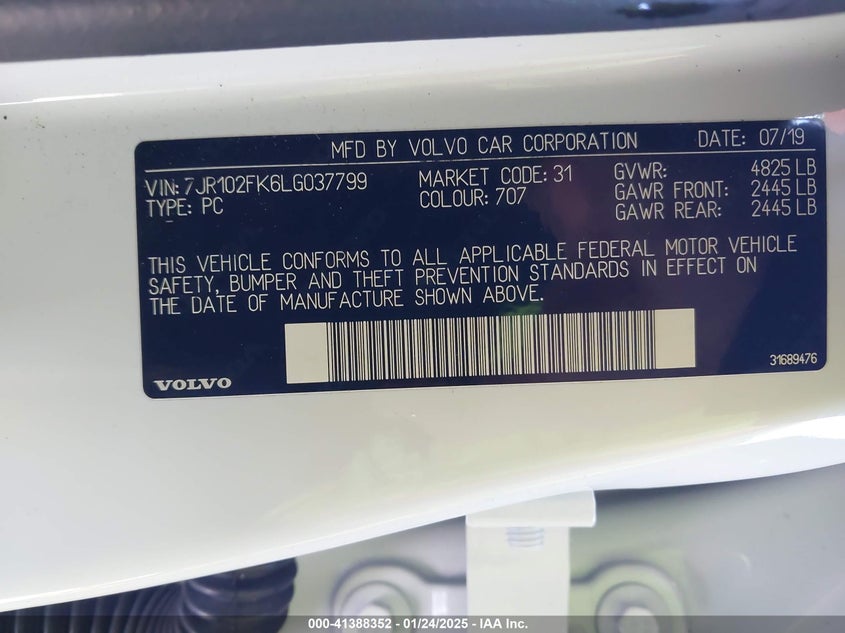 MFD BY VOLVO CAR CORPORATION DATE: 07/19
VIN: 7JR102FK6LG037799 MARKET CODE: 31 GVWR: 4825 LB
TYPE: PC COLOUR: 707 GAWR FRONT: 2445 LB
GAWR REAR: 2445 LB
THIS VEHICLE CONFORMS TO ALL APPLICABLE FEDERAL MOTOR VEHICLE
SAFETY, BUMPER AND THEFT PREVENTION STANDARDS IN EFFECT ON
THE DATE OF MANUFACTURE SHOWN ABOVE.
VOLVO 31689476
000-41388352 - 01/24/2025 - IAA Inc.